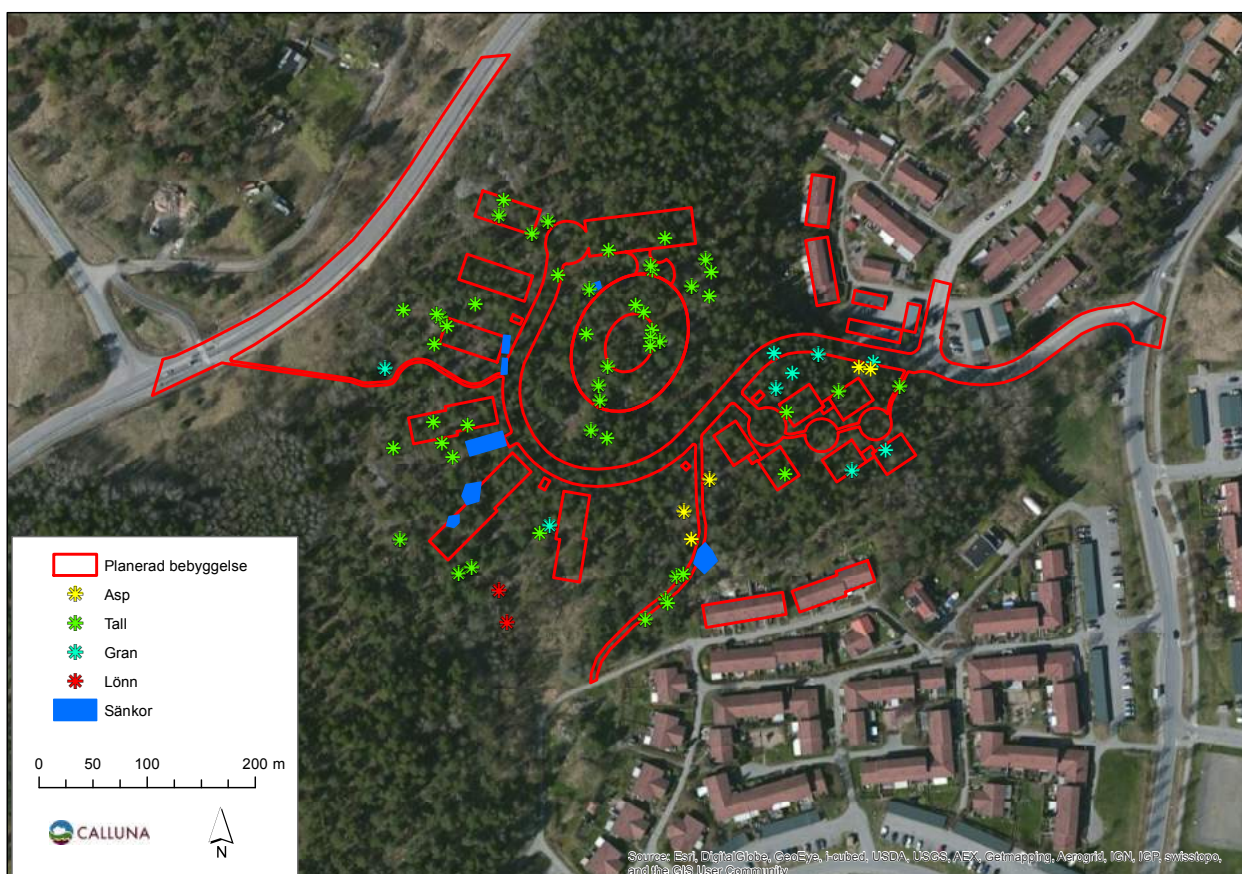 Planerad bebyggelse
Asp
Tall
Gran
Lönn
Sänkor
0 50 100 200 m
CALLUNA
N
Source: Esri, DigitalGlobe, GeoEye, i-cubed, USDA, USGS, AEX, Getmapping, Aerogrid, IGN, IGP, swisstopo,
and the GIS User Community